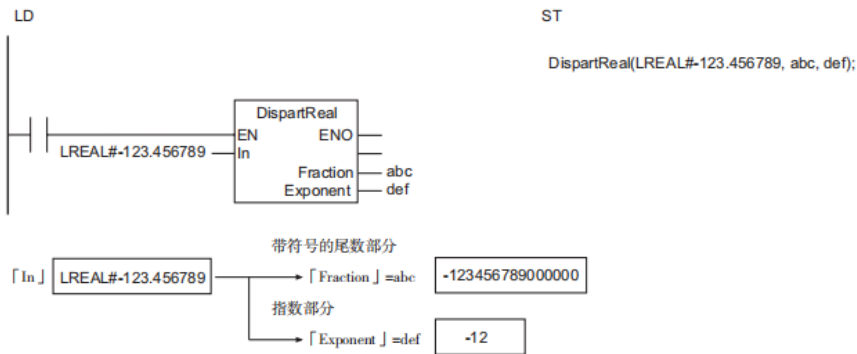 LD ST
DispartReal(LREAL#-123.456789, abc, def);
DispartReal
EN ENO
LREAL#-123.456789 In
Fraction abc
Exponent def
带符号的尾数部分
「In」 LREAL#-123.456789 「Fraction」=abc -123456789000000
指数部分
「Exponent」=def -12